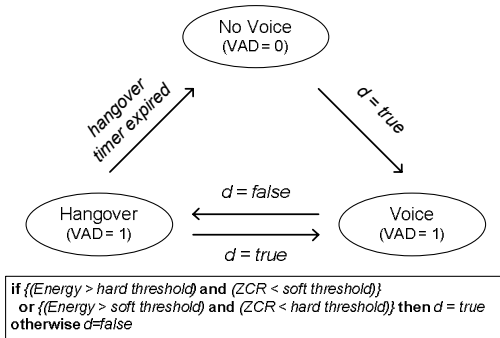 No Voice
(VAD = 0)
hangover
timer expired
d = true
d = false
Hangover
(VAD = 1)
Voice
(VAD = 1)
d = true
if {(Energy > hard threshold) and (ZCR < soft threshold)}
or {(Energy > soft threshold) and (ZCR < hard threshold)} then d = true
otherwise d=false